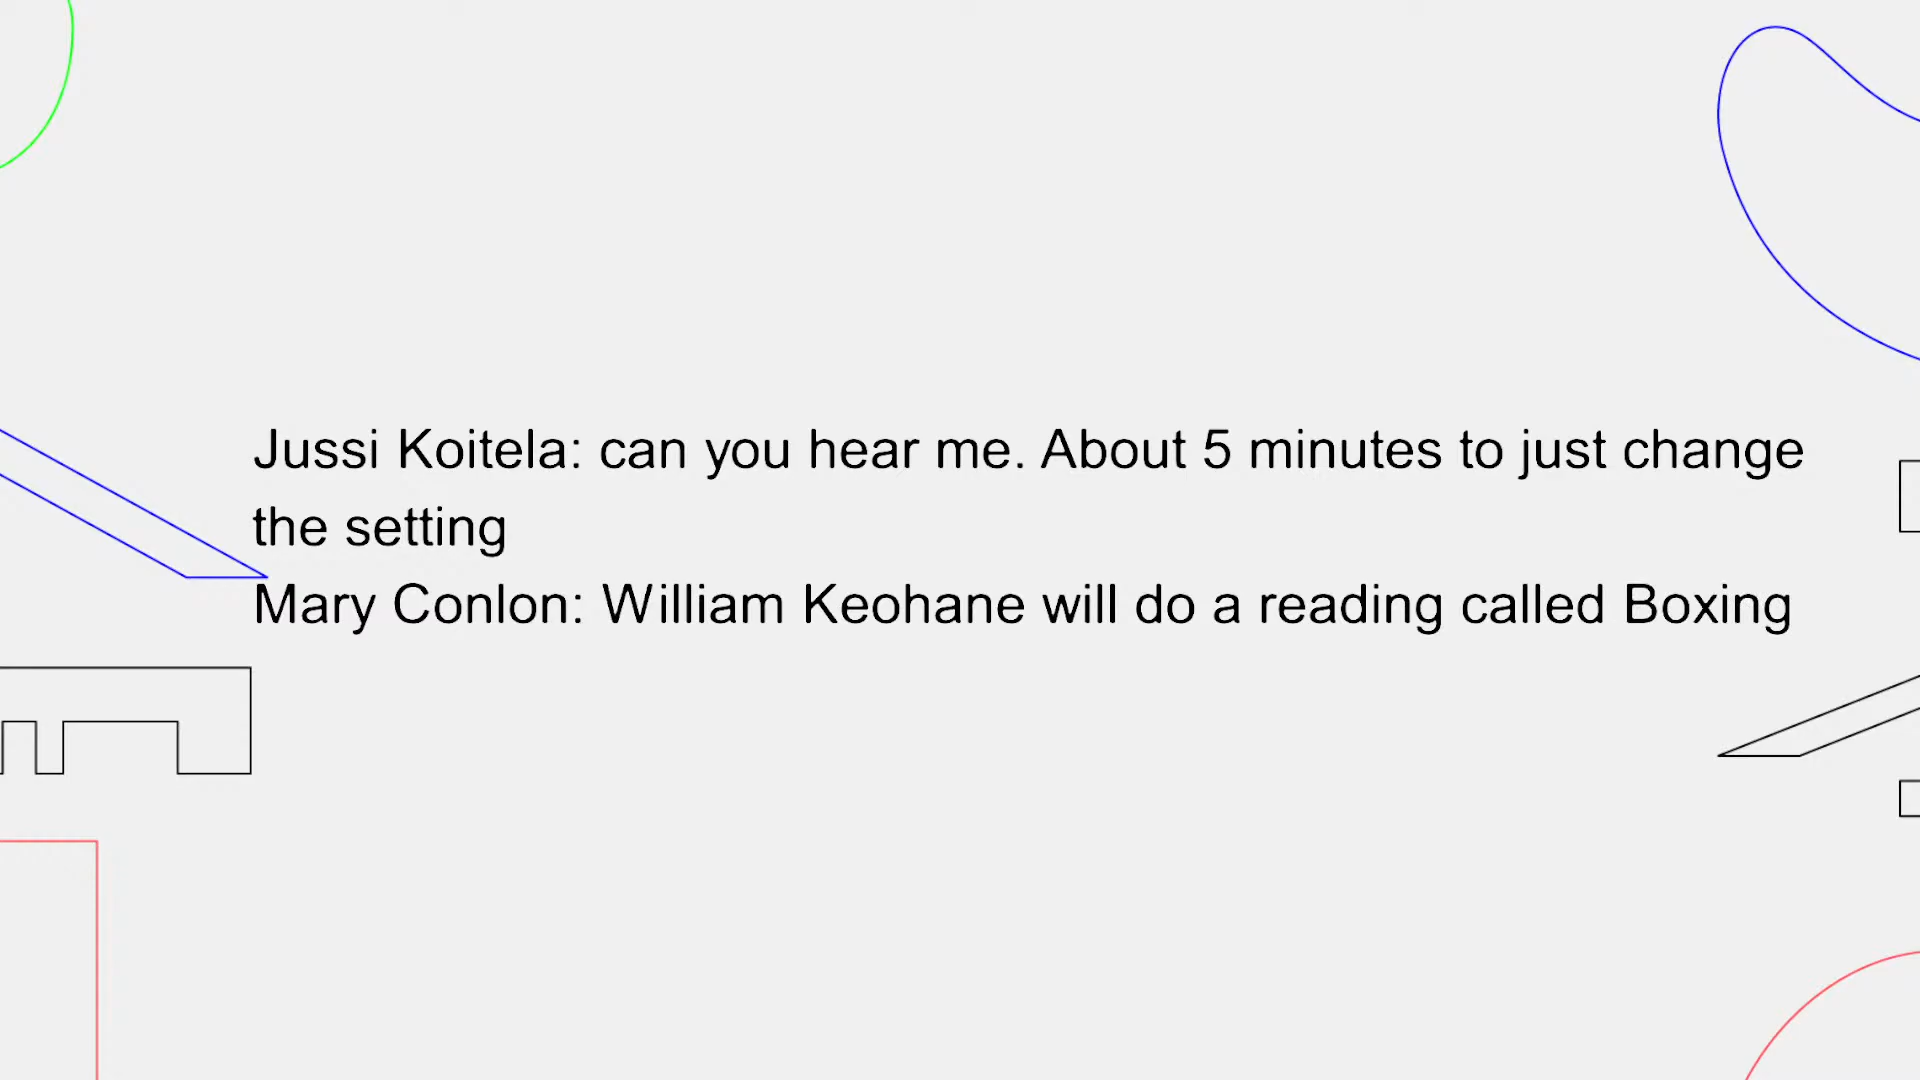 Jussi Koitela: can you hear me. About 5 minutes to just change
the setting
Mary Conlon: William Keohane will do a reading called Boxing